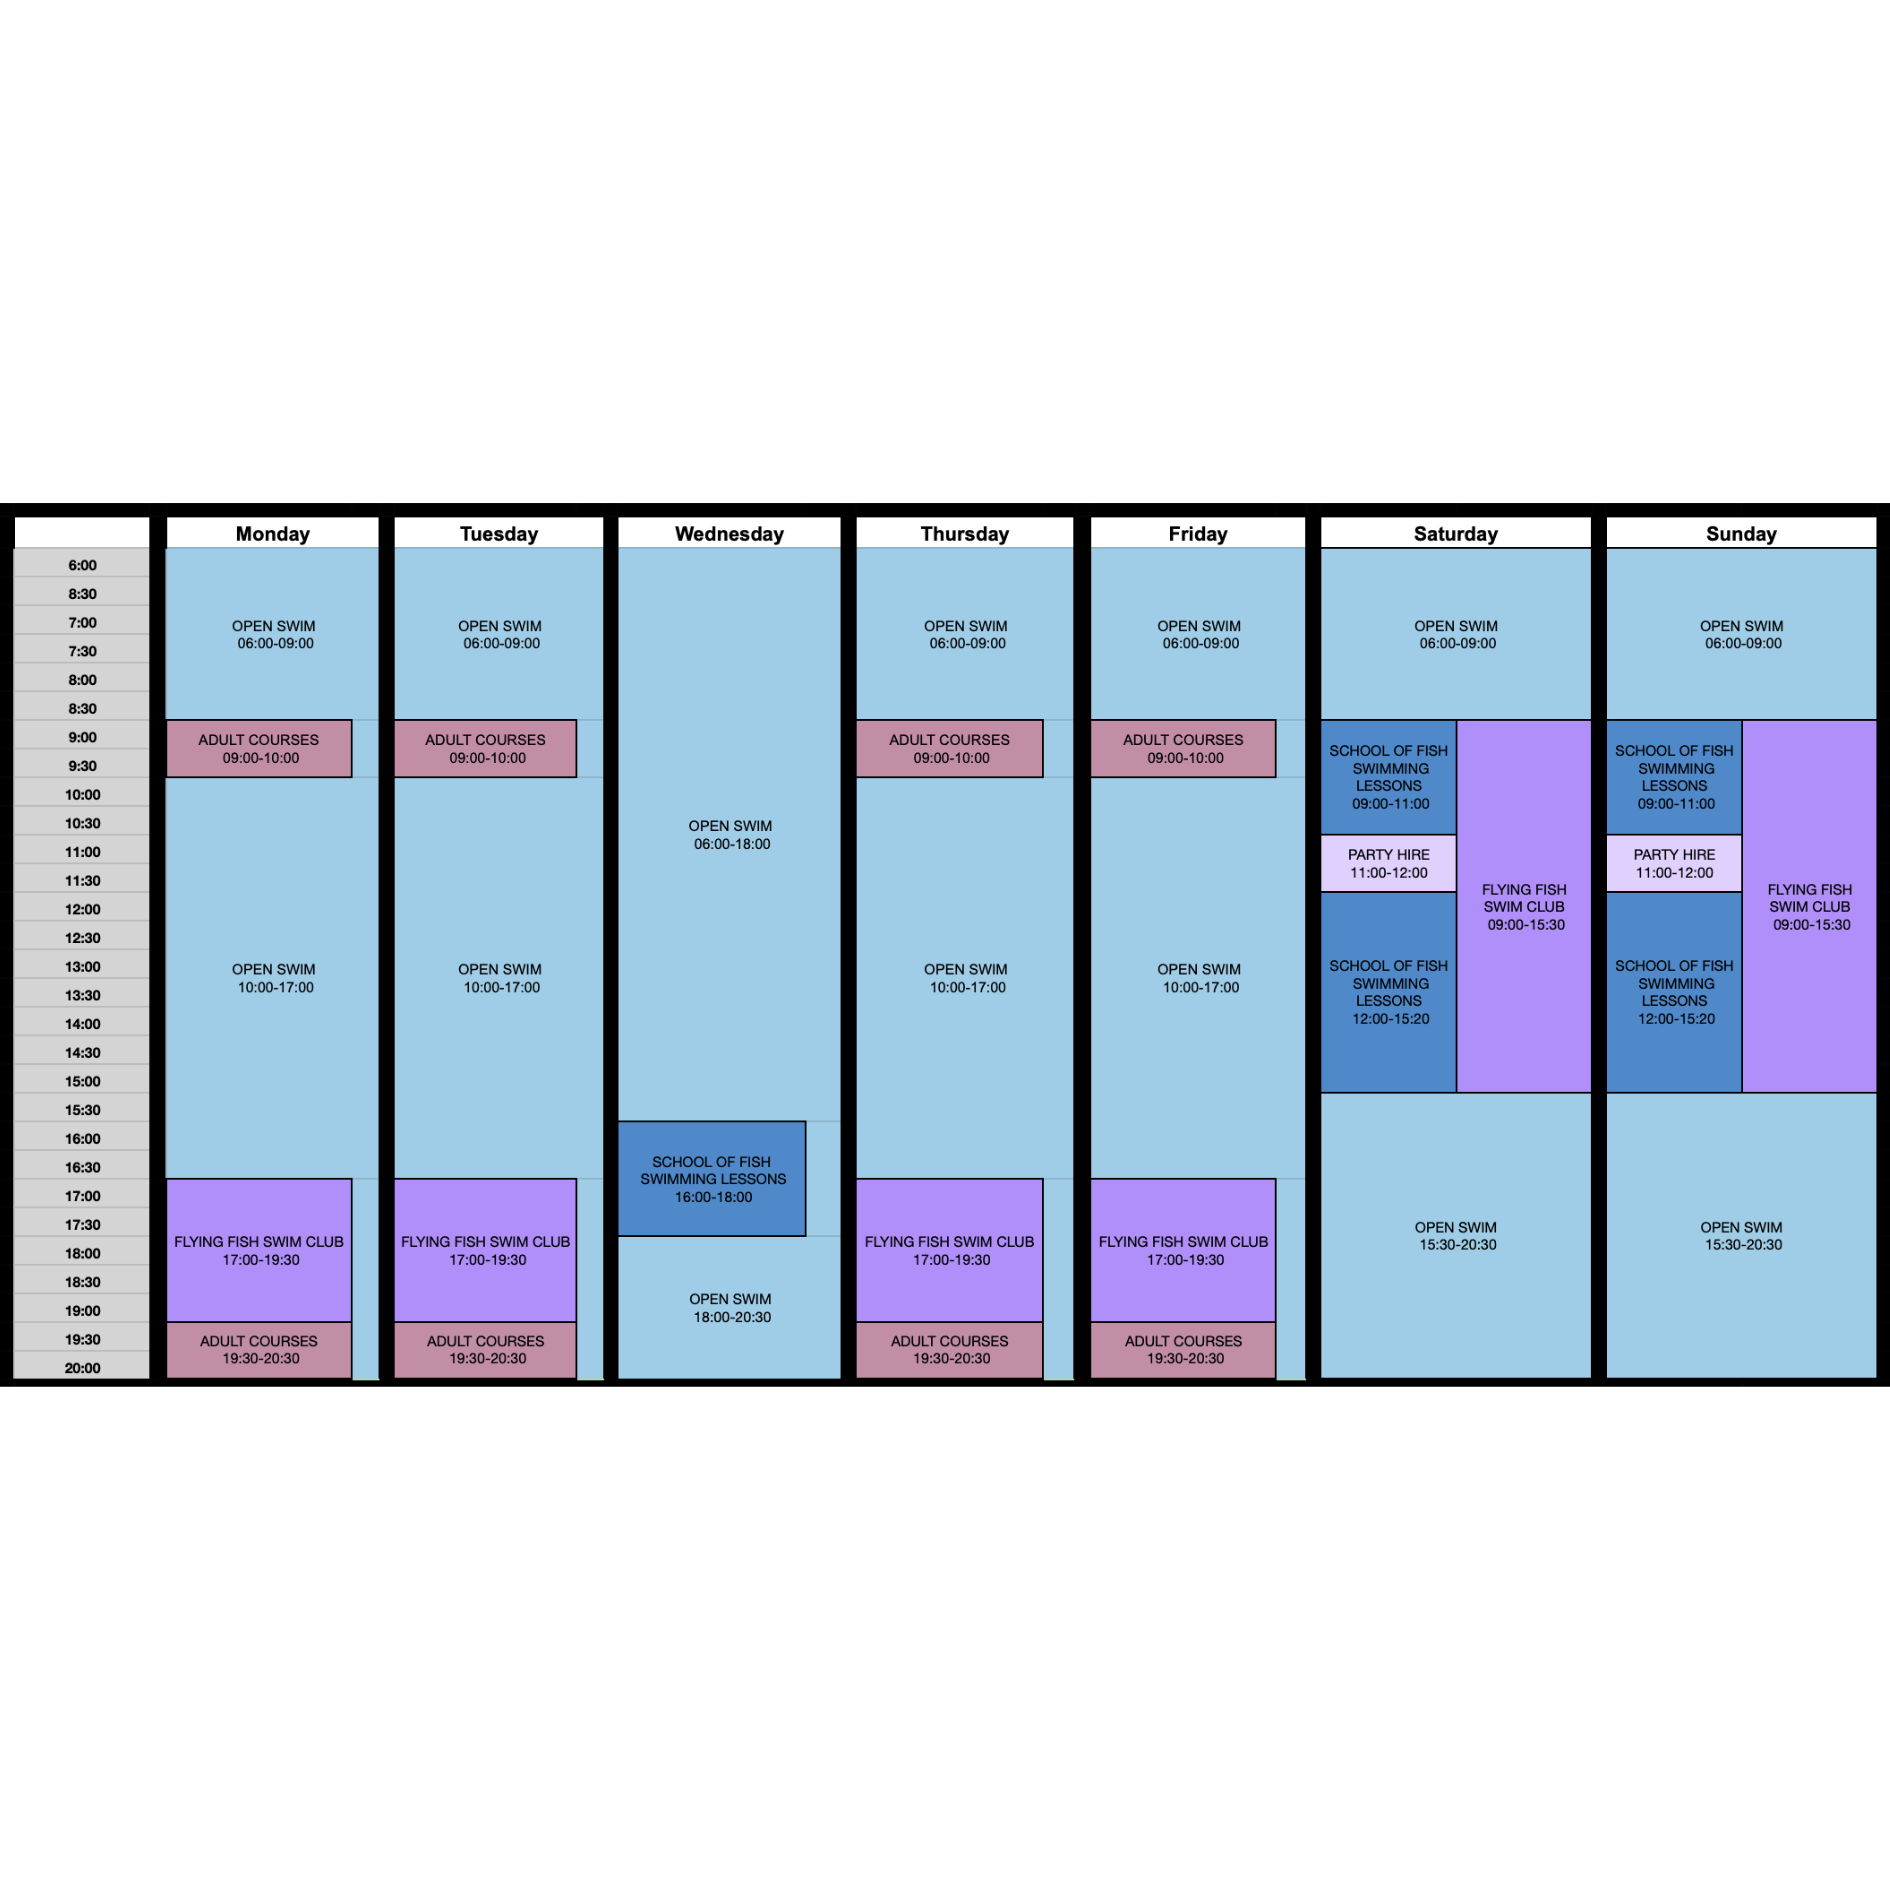 Monday Tuesday Wednesday Thursday Friday Saturday Sunday
6:00
8:30
7:00
7:30
8:00
8:30
9:00
9:30
10:00
10:30
11:00
11:30
12:00
12:30
13:00
13:30
14:00
14:30
15:00
15:30
16:00
16:30
17:00
17:30
18:00
18:30
19:00
19:30
20:00
OPEN SWIM
06:00-09:00
ADULT COURSES
09:00-10:00
OPEN SWIM
10:00-17:00
FLYING FISH SWIM CLUB
17:00-19:30
ADULT COURSES
19:30-20:30
OPEN SWIM
06:00-09:00
ADULT COURSES
09:00-10:00
OPEN SWIM
10:00-17:00
FLYING FISH SWIM CLUB
17:00-19:30
ADULT COURSES
19:30-20:30
OPEN SWIM
06:00-18:00
SCHOOL OF FISH
SWIMMING LESSONS
16:00-18:00
OPEN SWIM
18:00-20:30
OPEN SWIM
06:00-09:00
ADULT COURSES
09:00-10:00
OPEN SWIM
10:00-17:00
FLYING FISH SWIM CLUB
17:00-19:30
ADULT COURSES
19:30-20:30
OPEN SWIM
06:00-09:00
ADULT COURSES
09:00-10:00
OPEN SWIM
10:00-17:00
FLYING FISH SWIM CLUB
17:00-19:30
ADULT COURSES
19:30-20:30
OPEN SWIM
06:00-09:00
SCHOOL OF FISH
SWIMMING
LESSONS
09:00-11:00
PARTY HIRE
11:00-12:00
SCHOOL OF FISH
SWIMMING
LESSONS
12:00-15:20
FLYING FISH
SWIM CLUB
09:00-15:30
OPEN SWIM
15:30-20:30
OPEN SWIM
06:00-09:00
SCHOOL OF FISH
SWIMMING
LESSONS
09:00-11:00
PARTY HIRE
11:00-12:00
SCHOOL OF FISH
SWIMMING
LESSONS
12:00-15:20
FLYING FISH
SWIM CLUB
09:00-15:30
OPEN SWIM
15:30-20:30